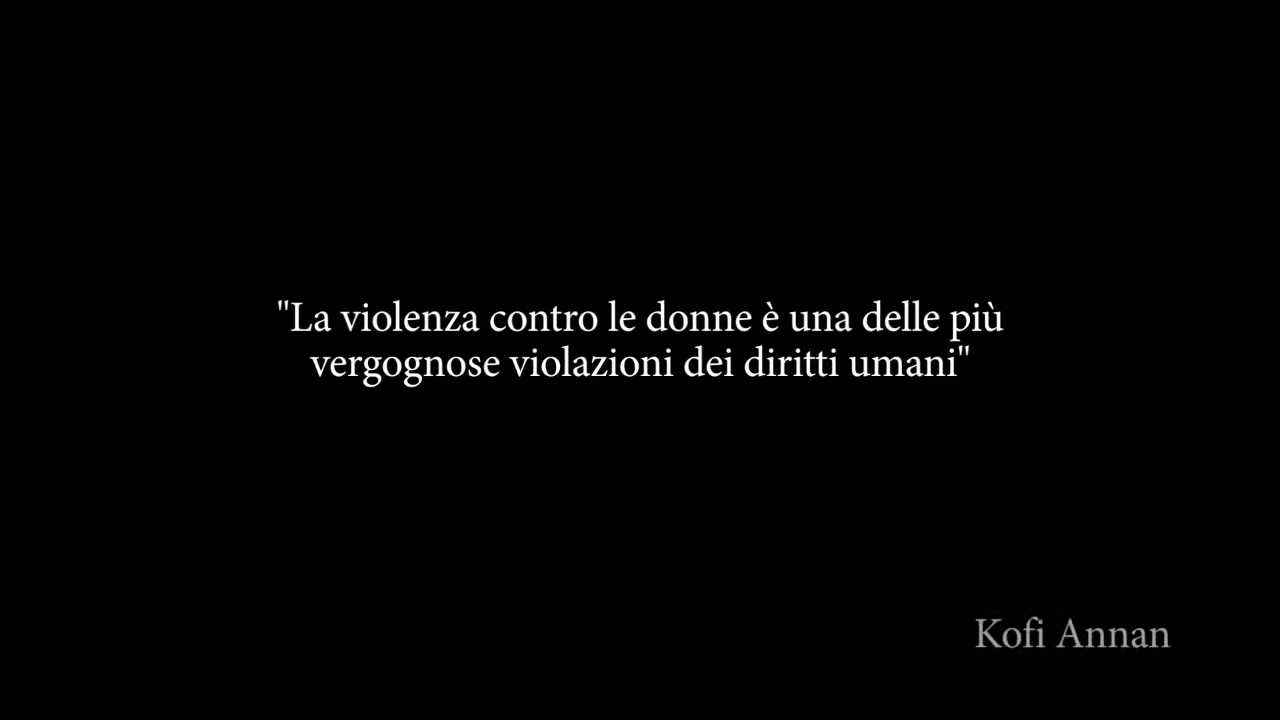 "La violenza contro le donne è una delle più
vergognose violazioni dei diritti umani"
Kofi Annan